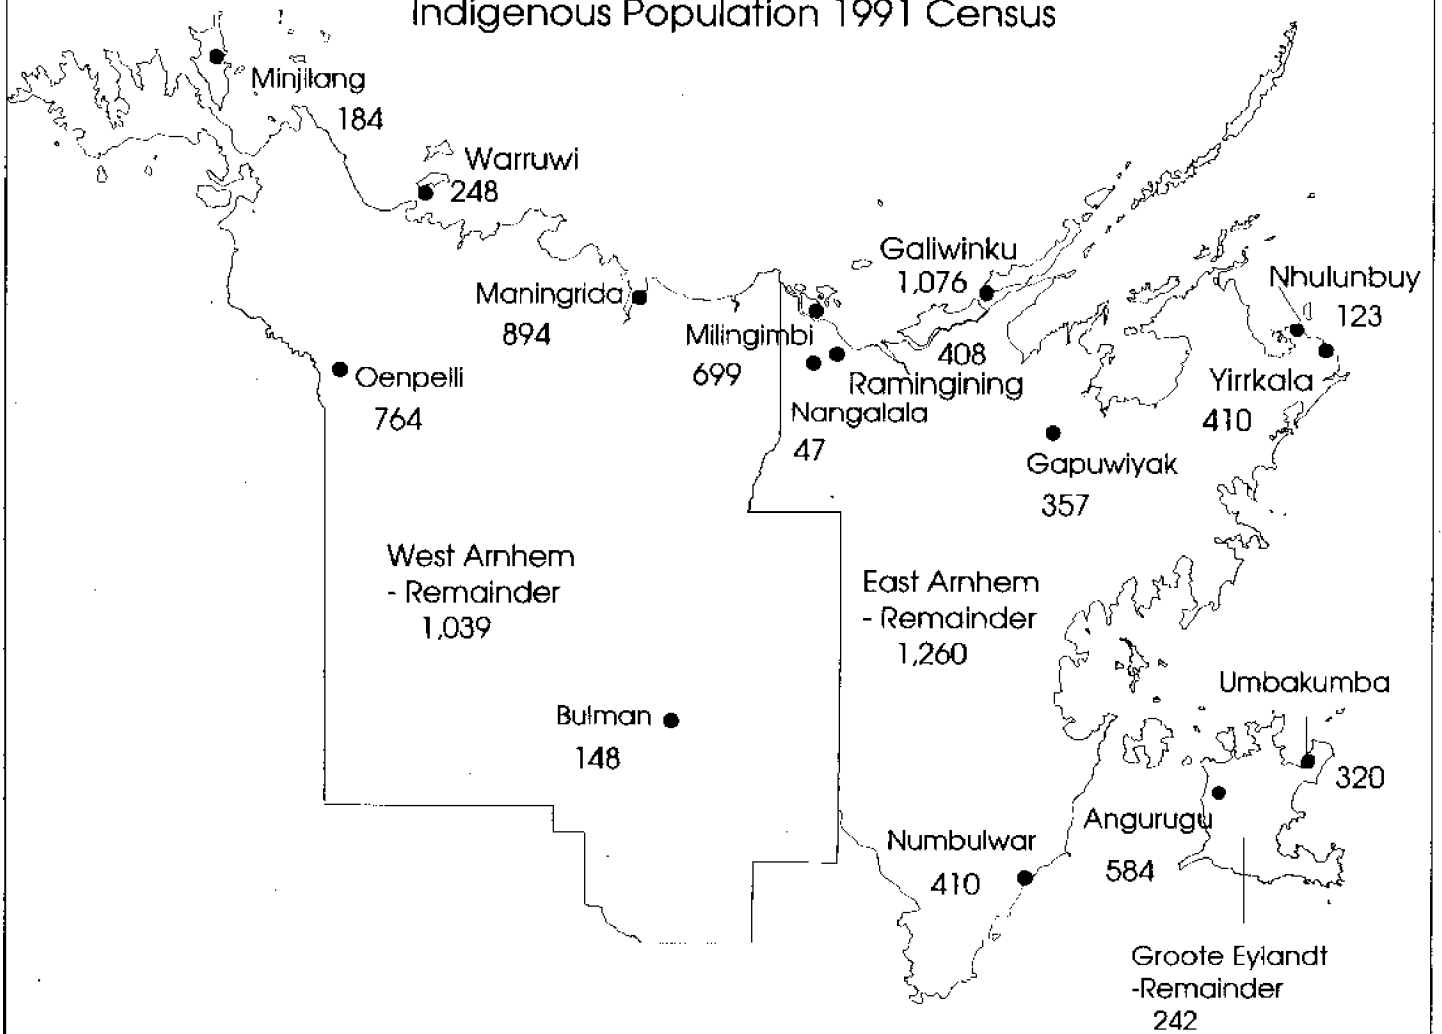 Indigenous Population 1991 Census
Minjilang
184
Warruwi
248
Galiwinku
1,076
Nhulunbuy
123
Maningrida
894
Milingimbi
699
408
Ramingining
Oenpelli
764
Nangalala
47
Yirrkala
410
Gapuwiyak
357
West Arnhem
- Remainder
1,039
East Arnhem
- Remainder
1,260
Umbakumba
320
Bulman
148
Angurugu
584
Numbulwar
410
Groote Eylandt
-Remainder
242